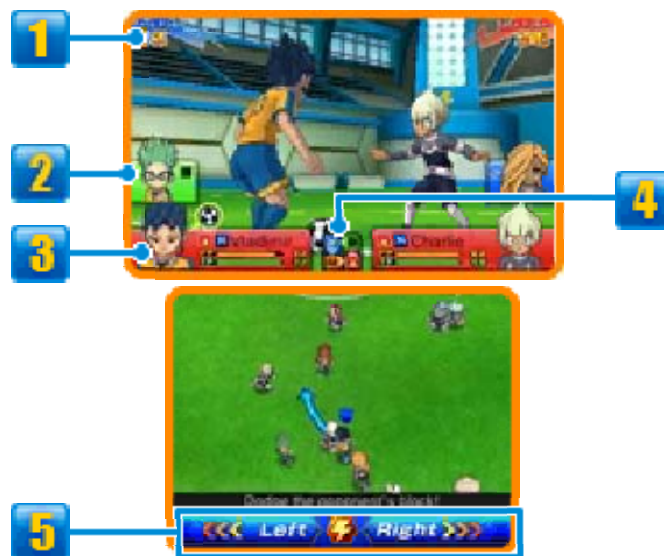 1
2
3
4
Vladimir
Charlie
Dodge the opponent's block!
5
Left
Right